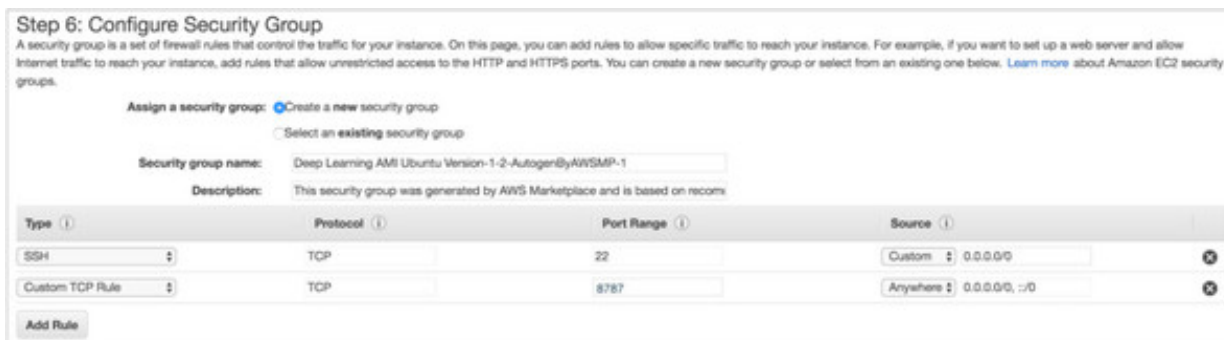 Step 6: Configure Security Group
A security group is a set of firewall rules that control the traffic for your instance. On this page, you can add rules to allow specific traffic to reach your instance. For example, if you want to set up a web server and allow
Internet traffic to reach your instance, add rules that allow unrestricted access to the HTTP and HTTPS ports. You can create a new security group or select from an existing one below. Learn more about Amazon EC2 security
groups.
Assign a security group: Create a new security group
Select an existing security group
Security group name: Deep Learning AMI Ubuntu Version-1-2-AutogenByAWSMP-1
Description: This security group was generated by AWS Marketplace and is based on recom
Type Protocol Port Range Source
SSH TCP 22 Custom 0.0.0.0/0
Custom TCP Rule TCP 8787 Anywhere 0.0.0.0/0, ::/0
Add Rule